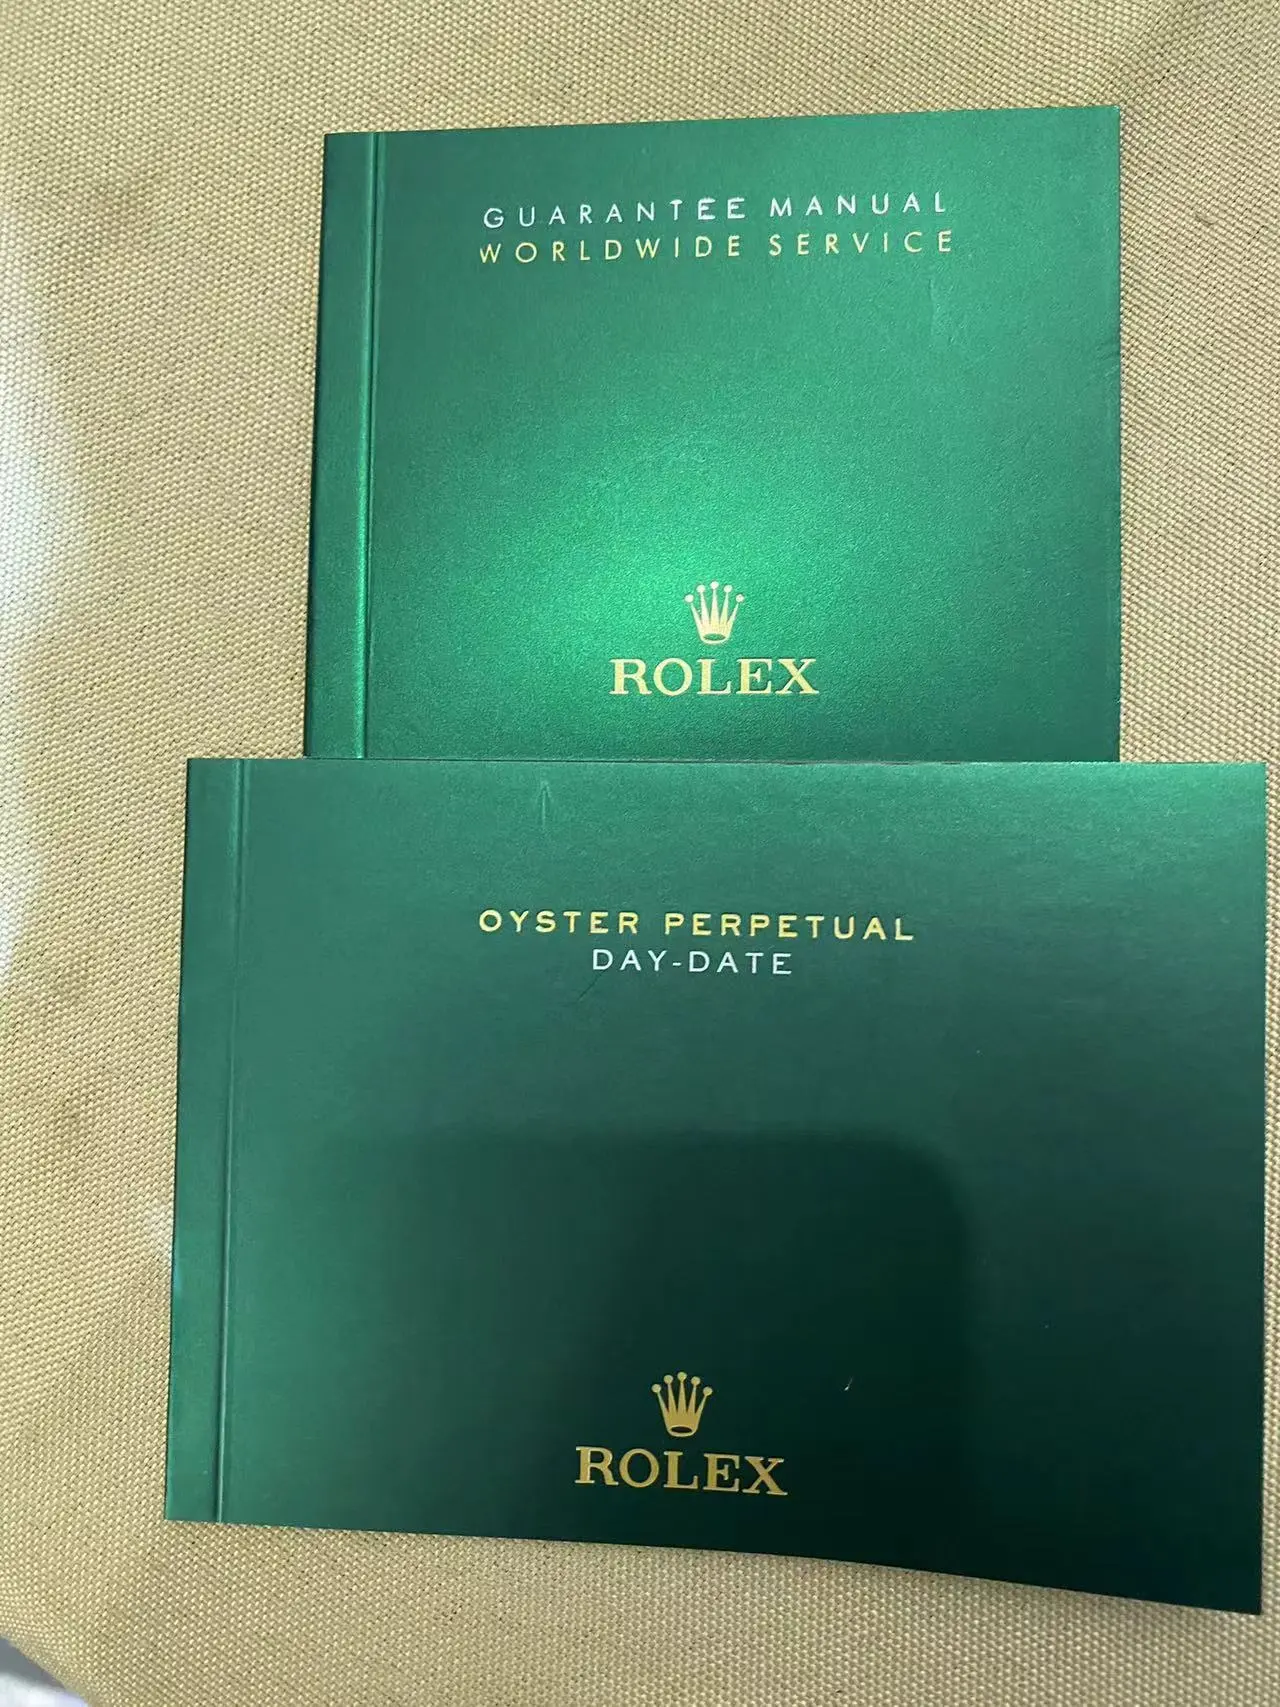 GUARANTEE MANUAL
WORLDWIDE SERVICE
ROLEX
OYSTER PERPETUAL
DAY-DATE
ROLEX